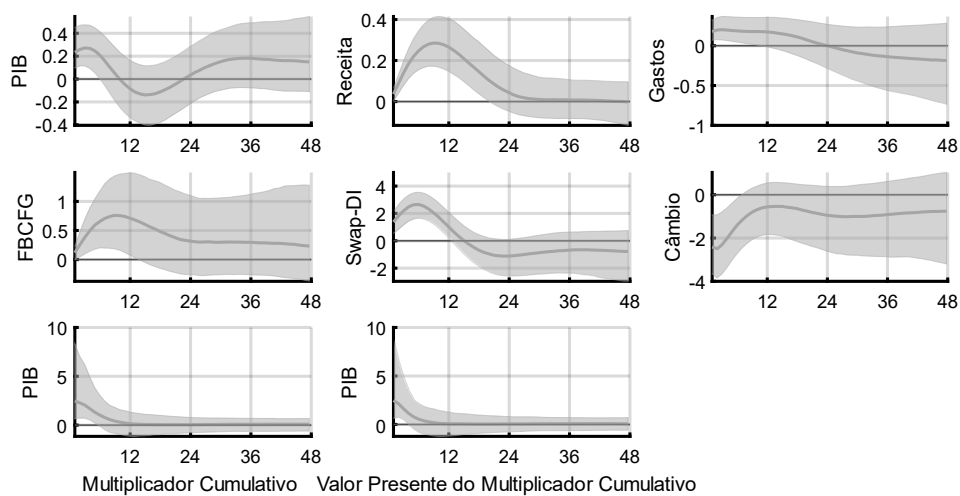 PIB
0.4
0.2
0
-0.2
-0.4
12 24 36 48
Receita
0.4
0.2
0
12 24 36 48
Gastos
0
-0.5
-1
12 24 36 48
FBCFG
1
0.5
0
12 24 36 48
Swap-DI
4
2
0
-2
12 24 36 48
Câmbio
0
-2
-4
12 24 36 48
PIB
10
5
0
12 24 36 48
Multiplicador Cumulativo
PIB
10
5
0
12 24 36 48
Valor Presente do Multiplicador Cumulativo